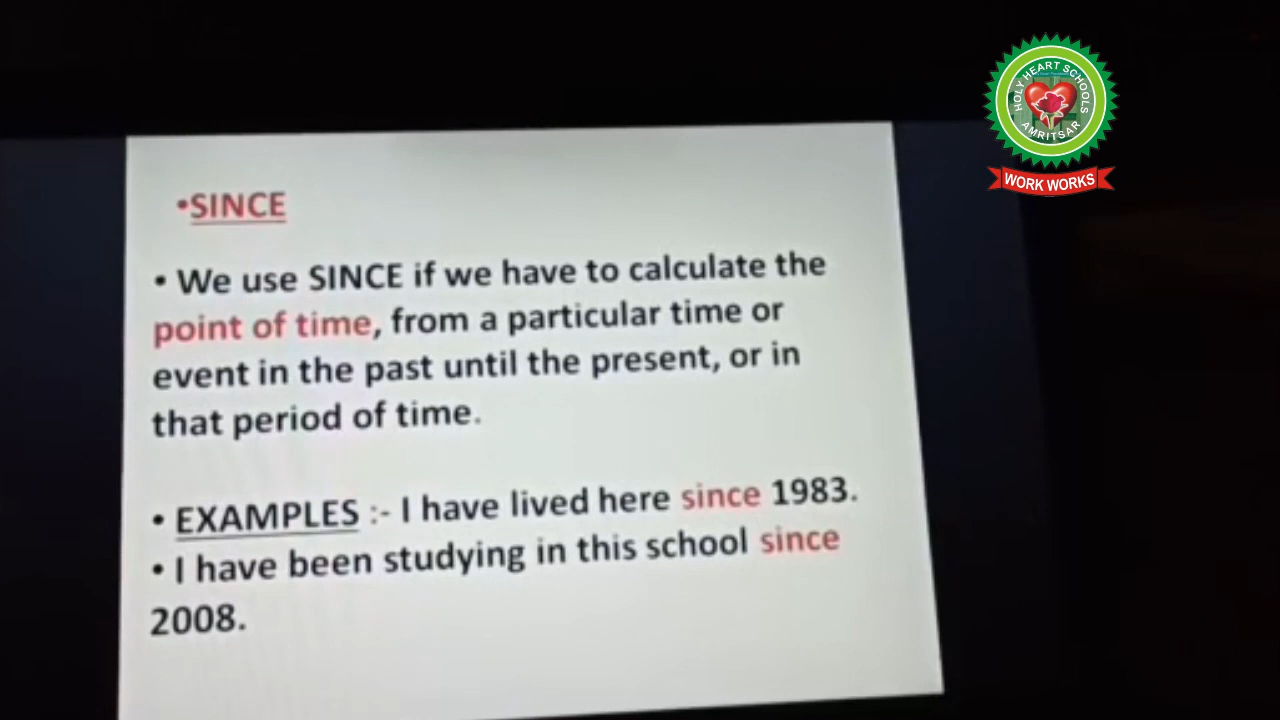 HOLY HEART SCHOOLS
AMRITSAR
WORK WORKS
•SINCE
• We use SINCE if we have to calculate the
point of time, from a particular time or
event in the past until the present, or in
that period of time.
• EXAMPLES :- I have lived here since 1983.
• I have been studying in this school since
2008.